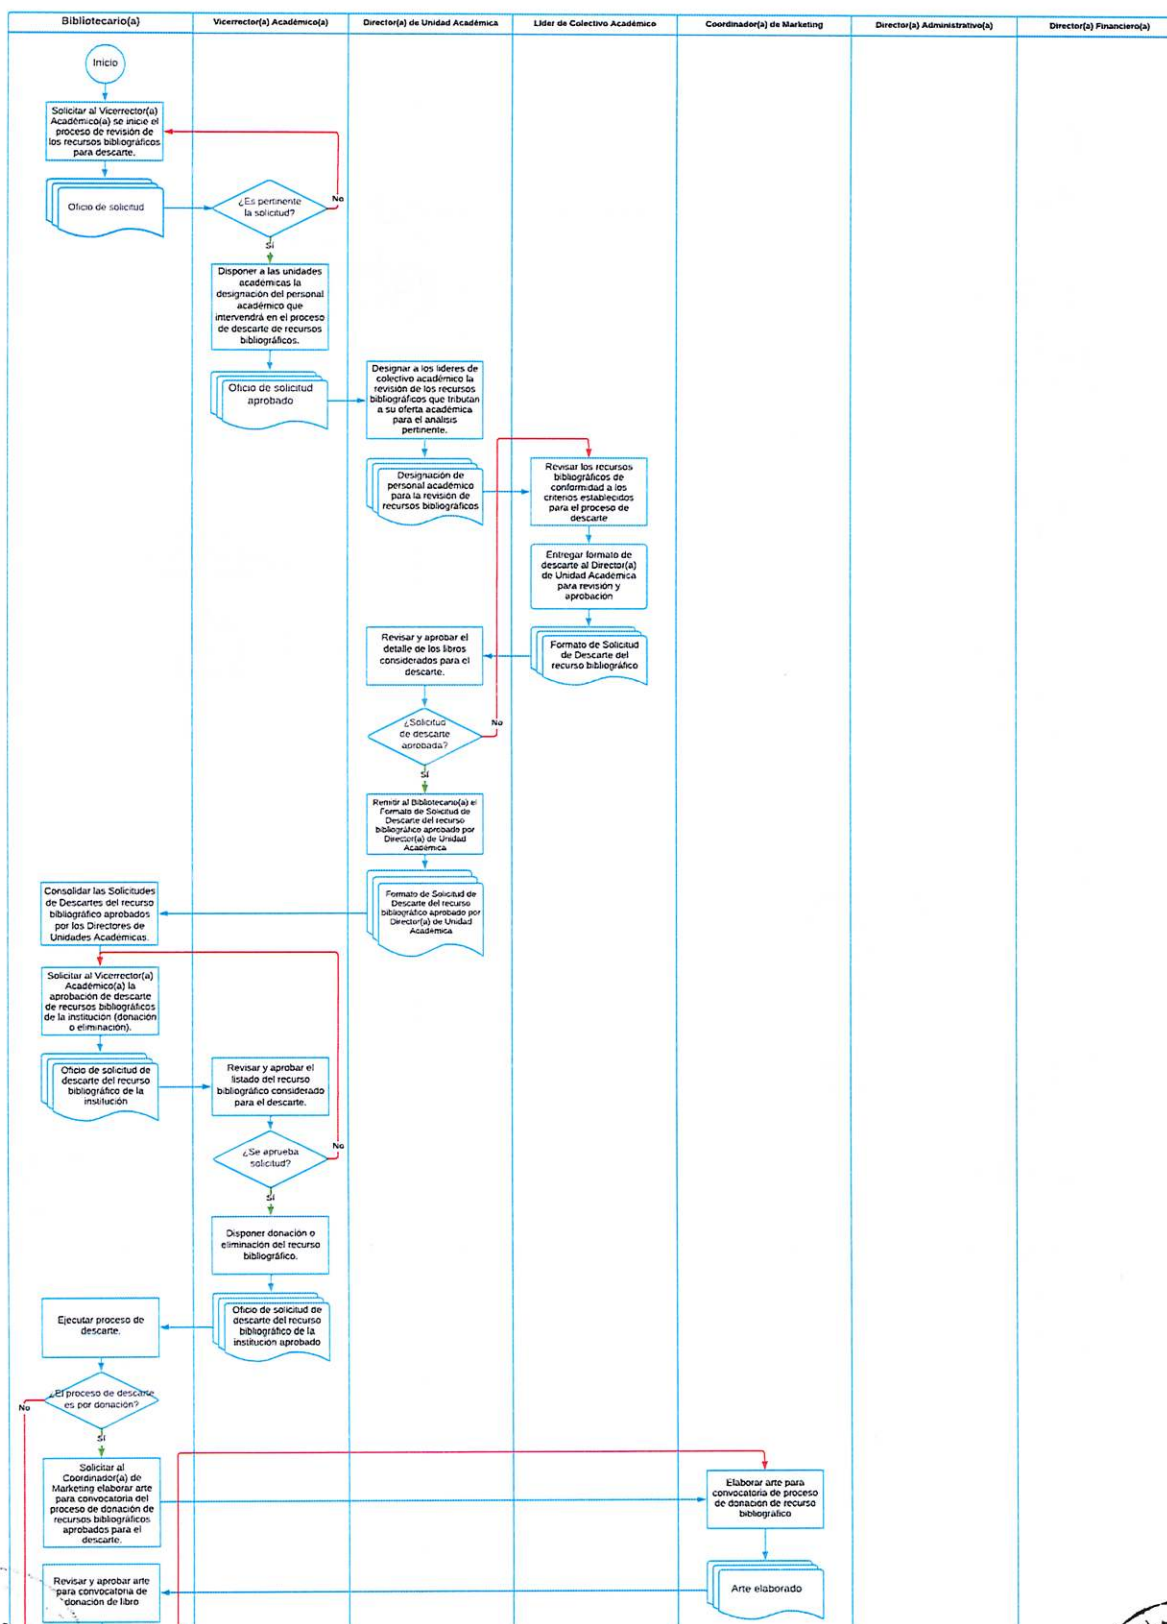 Bibliotecario(a)
Vicerrector(a) Académico(a)
Director(a) de Unidad Académica
Líder de Colectivo Académico
Coordinador(a) de Marketing
Director(a) Administrativo(a)
Director(a) Financiero(a)
Inicio
Solicitar al Vicerrector(a)
Académico(a) se inicie el
proceso de revisión de
los recursos bibliográficos
para descarte.
Oficio de solicitud
¿Es pertinente
la solicitud?
No
Sí
Disponer a las unidades
académicas la
designación del personal
académico que
intervendrá en el proceso
de descarte de recursos
bibliográficos.
Oficio de solicitud
aprobado
Designar a los líderes de
colectivo académico la
revisión de los recursos
bibliográficos que tributan
a su oferta académica
para el análisis
pertinente.
Designación de
personal académico
para la revisión de
recursos bibliográficos
Revisar los recursos
bibliográficos de
conformidad a los
criterios establecidos
para el proceso de
descarte
Entregar formato de
descarte al Director(a)
de Unidad Académica
para revisión y
aprobación
Formato de Solicitud
de Descarte del
recurso bibliográfico
Revisar y aprobar el
detalle de los libros
considerados para el
descarte.
¿Solicitud
de descarte
aprobada?
No
Sí
Remitir al Bibliotecario(a) el
Formato de Solicitud de
Descarte del recurso
bibliográfico aprobado por
Director(a) de Unidad
Académica
Formato de Solicitud de
Descarte del recurso
bibliográfico aprobado por
Director(a) de Unidad
Académica
Consolidar las Solicitudes
de Descartes del recurso
bibliográfico aprobados
por los Directores de
Unidades Académicas.
Solicitar al Vicerrector(a)
Académico(a) la
aprobación de descarte
de recursos bibliográficos
de la institución (donación
o eliminación).
Oficio de solicitud de
descarte del recurso
bibliográfico de la
institución
Revisar y aprobar el
listado del recurso
bibliográfico considerado
para el descarte.
¿Se aprueba
solicitud?
No
Sí
Disponer donación o
eliminación del recurso
bibliográfico.
Oficio de solicitud de
descarte del recurso
bibliográfico de la
institución aprobado
Ejecutar proceso de
descarte.
¿El proceso de descarte
es por donación?
No
Sí
Solicitar al
Coordinador(a) de
Marketing elaborar arte
para convocatoria del
proceso de donación de
recursos bibliográficos
aprobados para el
descarte.
Elaborar arte para
convocatoria de proceso
de donación de recurso
bibliográfico
Arte elaborado
Revisar y aprobar arte
para convocatoria de
donación de libro